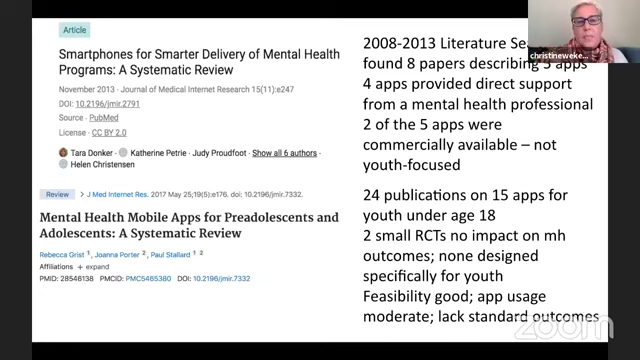 Article
Smartphones for Smarter Delivery of Mental Health
Programs: A Systematic Review
November 2013 · Journal of Medical Internet Research 15(11):e247
DOI: 10.2196/jmir.2791
Source · PubMed
License · CC BY 2.0
Tara Donker · Katherine Petrie · Judy Proudfoot · Show all 6 authors ·
Helen Christensen
Review > J Med Internet Res. 2017 May 25;19(5):e176. doi: 10.2196/jmir.7332.
Mental Health Mobile Apps for Preadolescents and
Adolescents: A Systematic Review
Rebecca Grist 1, Joanna Porter 2, Paul Stallard 1 2
Affiliations + expand
PMID: 28546138 PMCID: PMC5465380 DOI: 10.2196/jmir.7332
2008-2013 Literature
found 8 papers describing 5 apps
4 apps provided direct support
from a mental health professional
2 of the 5 apps were
commercially available – not
youth-focused
24 publications on 15 apps for
youth under age 18
2 small RCTs no impact on mh
outcomes; none designed
specifically for youth
Feasibility good; app usage
moderate; lack standard outcomes
christineweke...
zoom